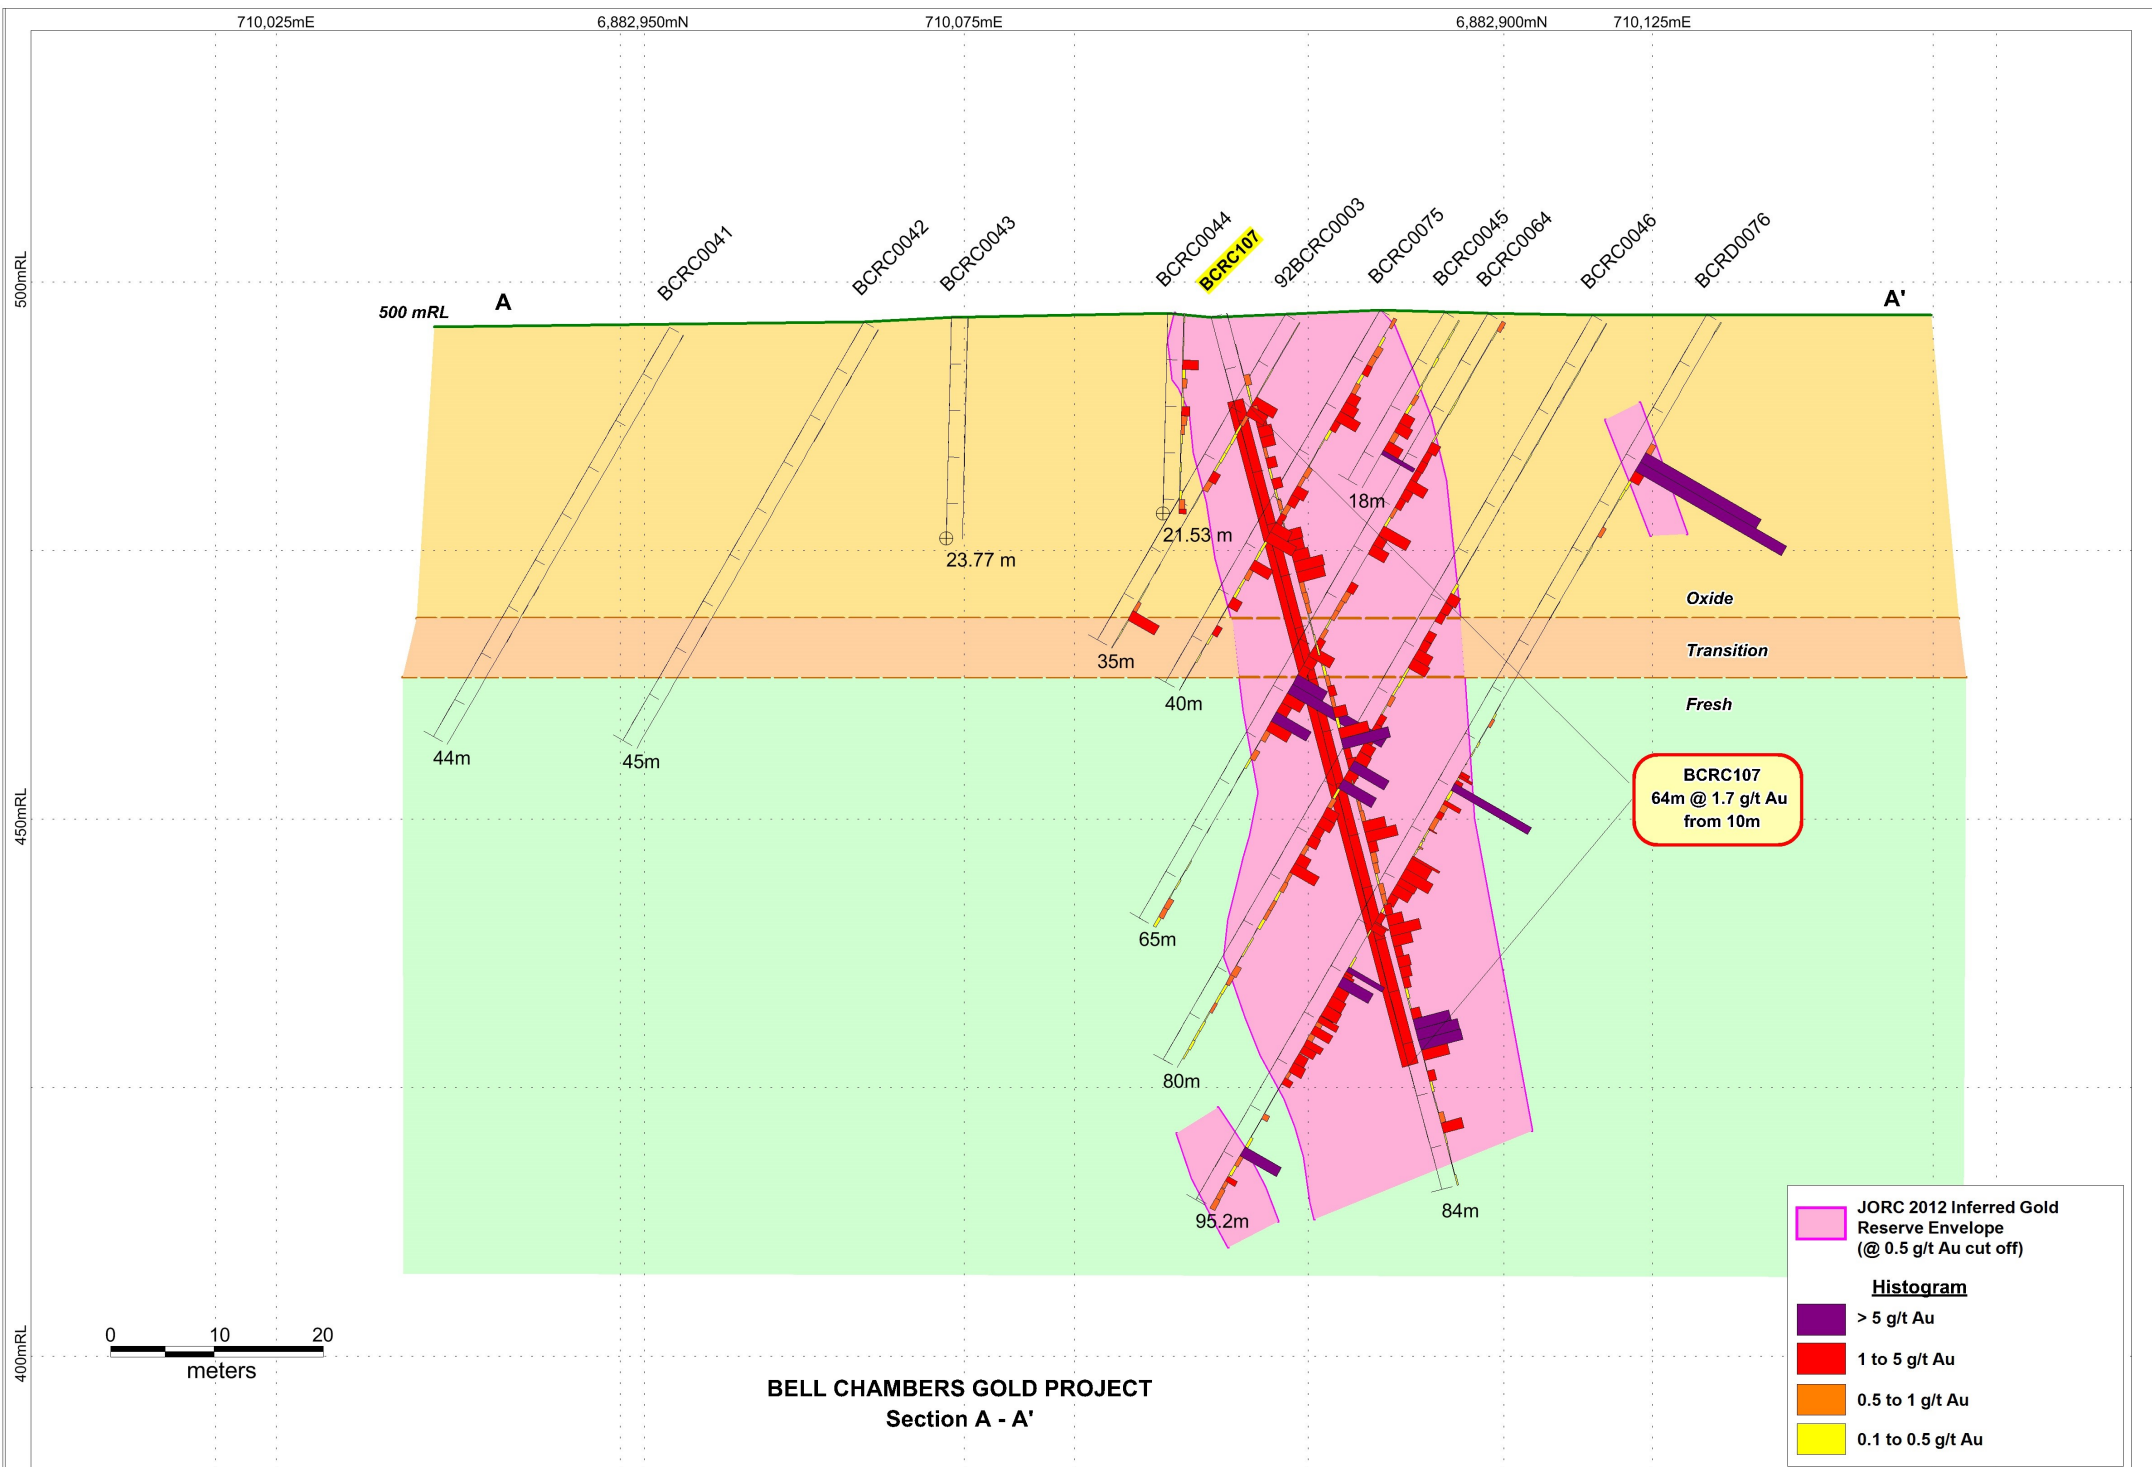 710,025mE
6,882,950mN
710,075mE
6,882,900mN
710,125mE
500mRL
450mRL
400mRL
BCRC0041
BCRC0042
BCRC0043
BCRC0044
BCRC107
92BCRC0003
BCRC0075
BCRC0045
BCRC0064
BCRC0046
BCRD0076
500 mRL
A
A'
18m
21.53 m
23.77 m
Oxide
Transition
Fresh
35m
40m
44m
45m
BCRC107
64m @ 1.7 g/t Au
from 10m
65m
80m
95.2m
84m
JORC 2012 Inferred Gold
Reserve Envelope
(@ 0.5 g/t Au cut off)
Histogram
> 5 g/t Au
1 to 5 g/t Au
0.5 to 1 g/t Au
0.1 to 0.5 g/t Au
0 10 20
meters
BELL CHAMBERS GOLD PROJECT
Section A - A'